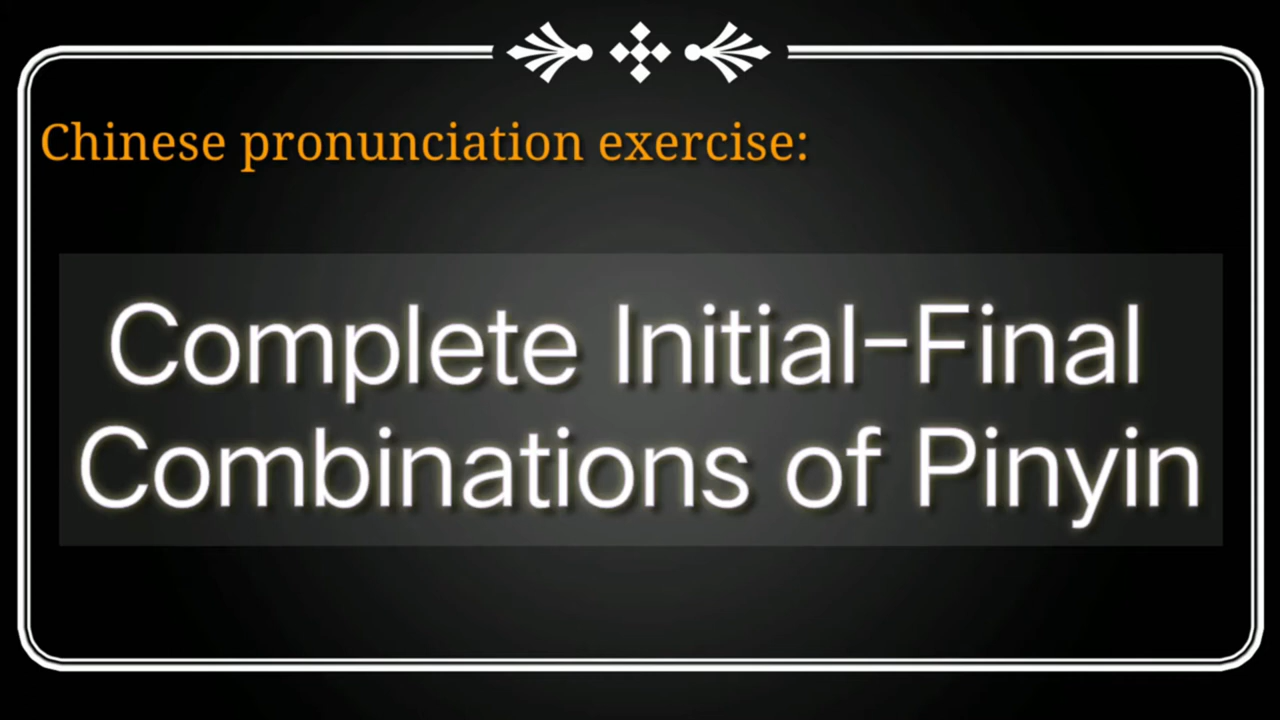 Chinese pronunciation exercise:
Complete Initial-Final
Combinations of Pinyin